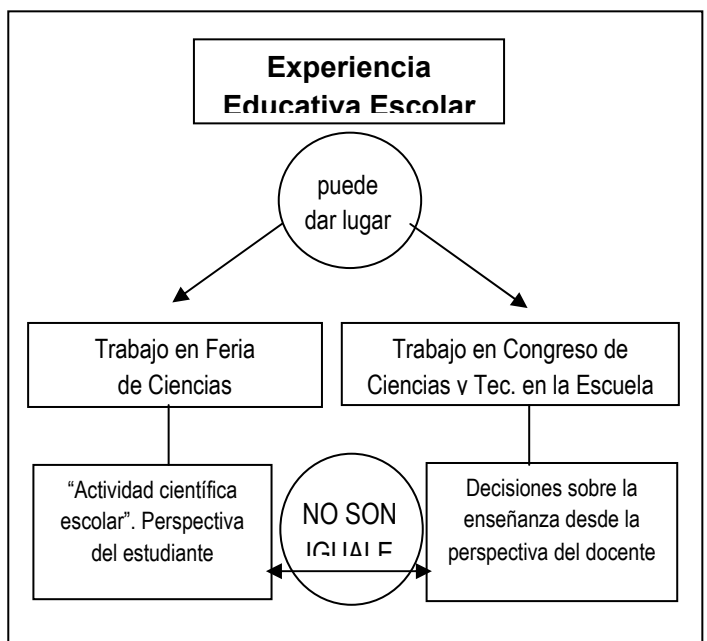 Experiencia
Educativa Escolar
puede
dar lugar
Trabajo en Feria
de Ciencias
Trabajo en Congreso de
Ciencias y Tec. en la Escuela
“Actividad científica
escolar”. Perspectiva
del estudiante
NO SON
IGUALE
Decisiones sobre la
enseñanza desde la
perspectiva del docente